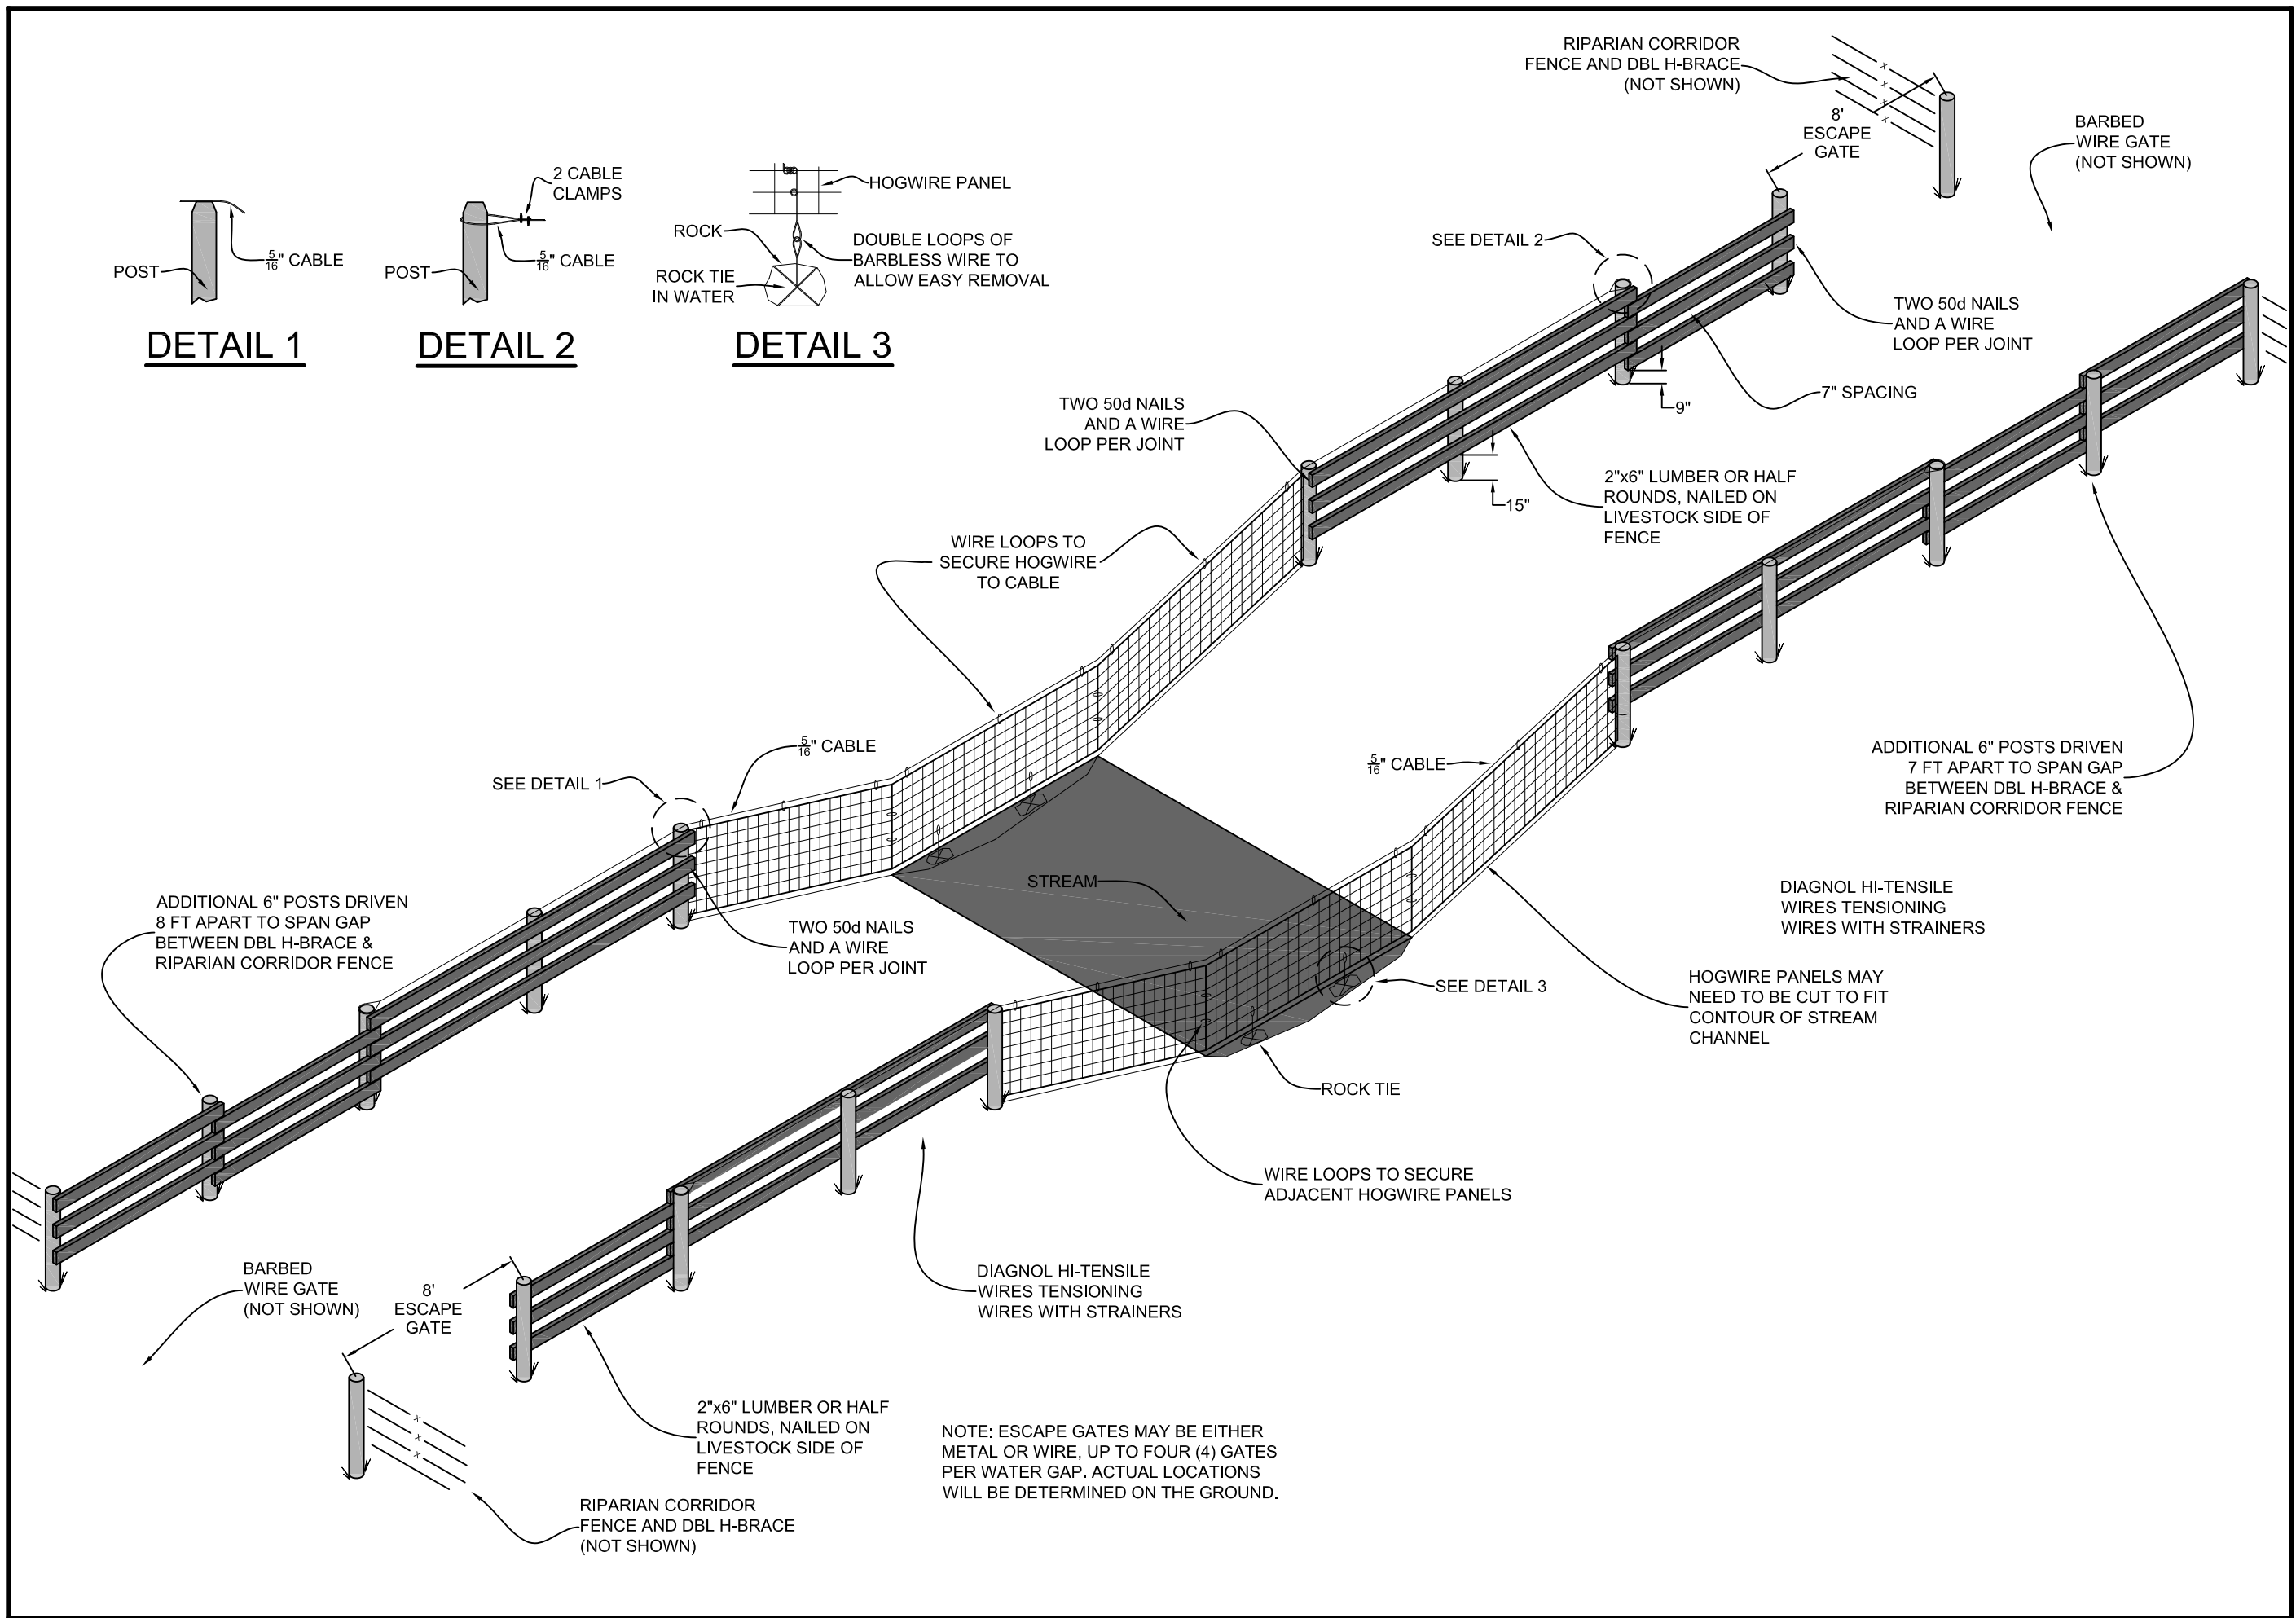 RIPARIAN CORRIDOR
FENCE AND DBL H-BRACE
(NOT SHOWN)
8'
ESCAPE
GATE
BARBED
WIRE GATE
(NOT SHOWN)
2 CABLE
CLAMPS
5/16" CABLE
POST
DETAIL 1
5/16" CABLE
POST
DETAIL 2
HOGWIRE PANEL
ROCK
DOUBLE LOOPS OF
BARBLESS WIRE TO
ALLOW EASY REMOVAL
ROCK TIE
IN WATER
DETAIL 3
SEE DETAIL 2
TWO 50d NAILS
AND A WIRE
LOOP PER JOINT
7" SPACING
9"
TWO 50d NAILS
AND A WIRE
LOOP PER JOINT
15"
2"x6" LUMBER OR HALF
ROUNDS, NAILED ON
LIVESTOCK SIDE OF
FENCE
WIRE LOOPS TO
SECURE HOGWIRE
TO CABLE
5/16" CABLE
SEE DETAIL 1
5/16" CABLE
ADDITIONAL 6" POSTS DRIVEN
7 FT APART TO SPAN GAP
BETWEEN DBL H-BRACE &
RIPARIAN CORRIDOR FENCE
STREAM
ADDITIONAL 6" POSTS DRIVEN
8 FT APART TO SPAN GAP
BETWEEN DBL H-BRACE &
RIPARIAN CORRIDOR FENCE
TWO 50d NAILS
AND A WIRE
LOOP PER JOINT
DIAGNOL HI-TENSILE
WIRES TENSIONING
WIRES WITH STRAINERS
SEE DETAIL 3
HOGWIRE PANELS MAY
NEED TO BE CUT TO FIT
CONTOUR OF STREAM
CHANNEL
ROCK TIE
WIRE LOOPS TO SECURE
ADJACENT HOGWIRE PANELS
BARBED
WIRE GATE
(NOT SHOWN)
8'
ESCAPE
GATE
DIAGNOL HI-TENSILE
WIRES TENSIONING
WIRES WITH STRAINERS
2"x6" LUMBER OR HALF
ROUNDS, NAILED ON
LIVESTOCK SIDE OF
FENCE
NOTE: ESCAPE GATES MAY BE EITHER
METAL OR WIRE, UP TO FOUR (4) GATES
PER WATER GAP. ACTUAL LOCATIONS
WILL BE DETERMINED ON THE GROUND.
RIPARIAN CORRIDOR
FENCE AND DBL H-BRACE
(NOT SHOWN)